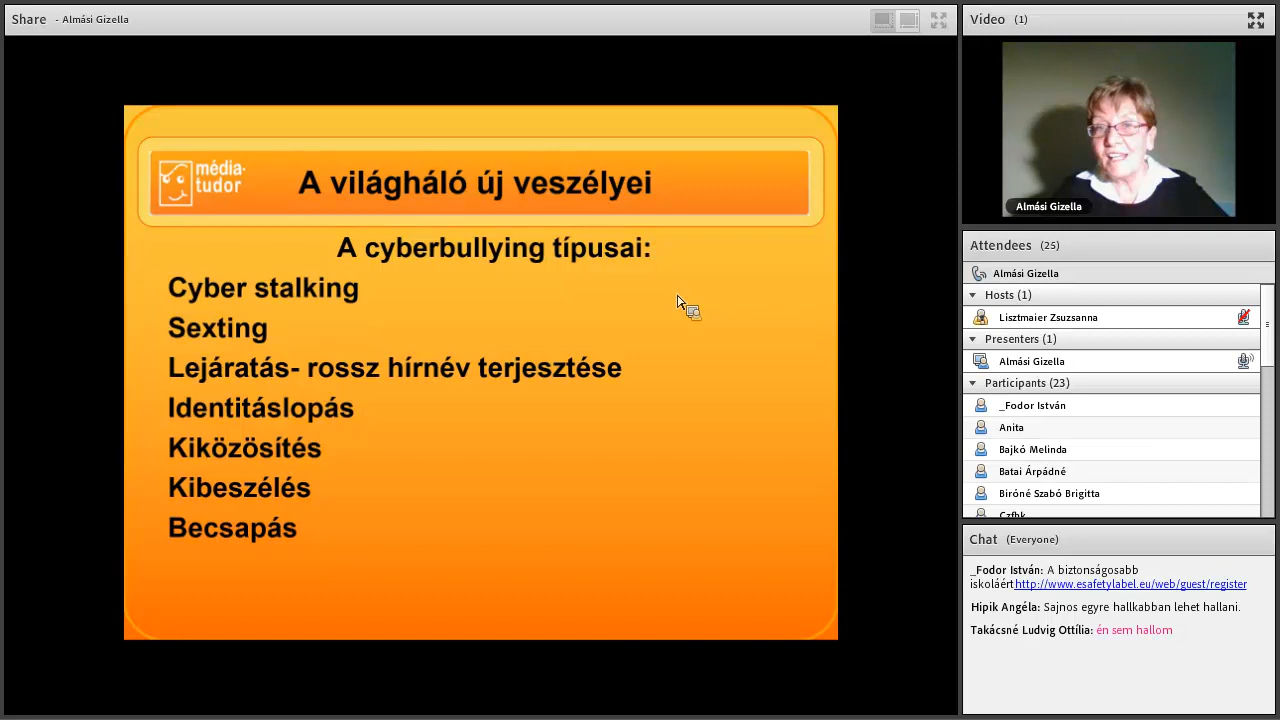 Share - Almási Gizella
média-
tudor
A világháló új veszélyei
A cyberbullying típusai:
Cyber stalking
Sexting
Lejáratás- rossz hírnév terjesztése
Identitáslopás
Kiközösítés
Kibeszélés
Becsapás
Video (1)
Almási Gizella
Attendees (25)
Almási Gizella
Hosts (1)
Lisztmaier Zsuzsanna
Presenters (1)
Almási Gizella
Participants (23)
_Fodor István
Anita
Bajkó Melinda
Batai Árpádné
Biróné Szabó Brigitta
Czfbk
Chat (Everyone)
_Fodor István: A biztonságosabb
iskoláért http://www.esafetylabel.eu/web/guest/register
Hipik Angéla: Sajnos egyre hallkabban lehet hallani.
Takácsné Ludvig Ottília: én sem hallom